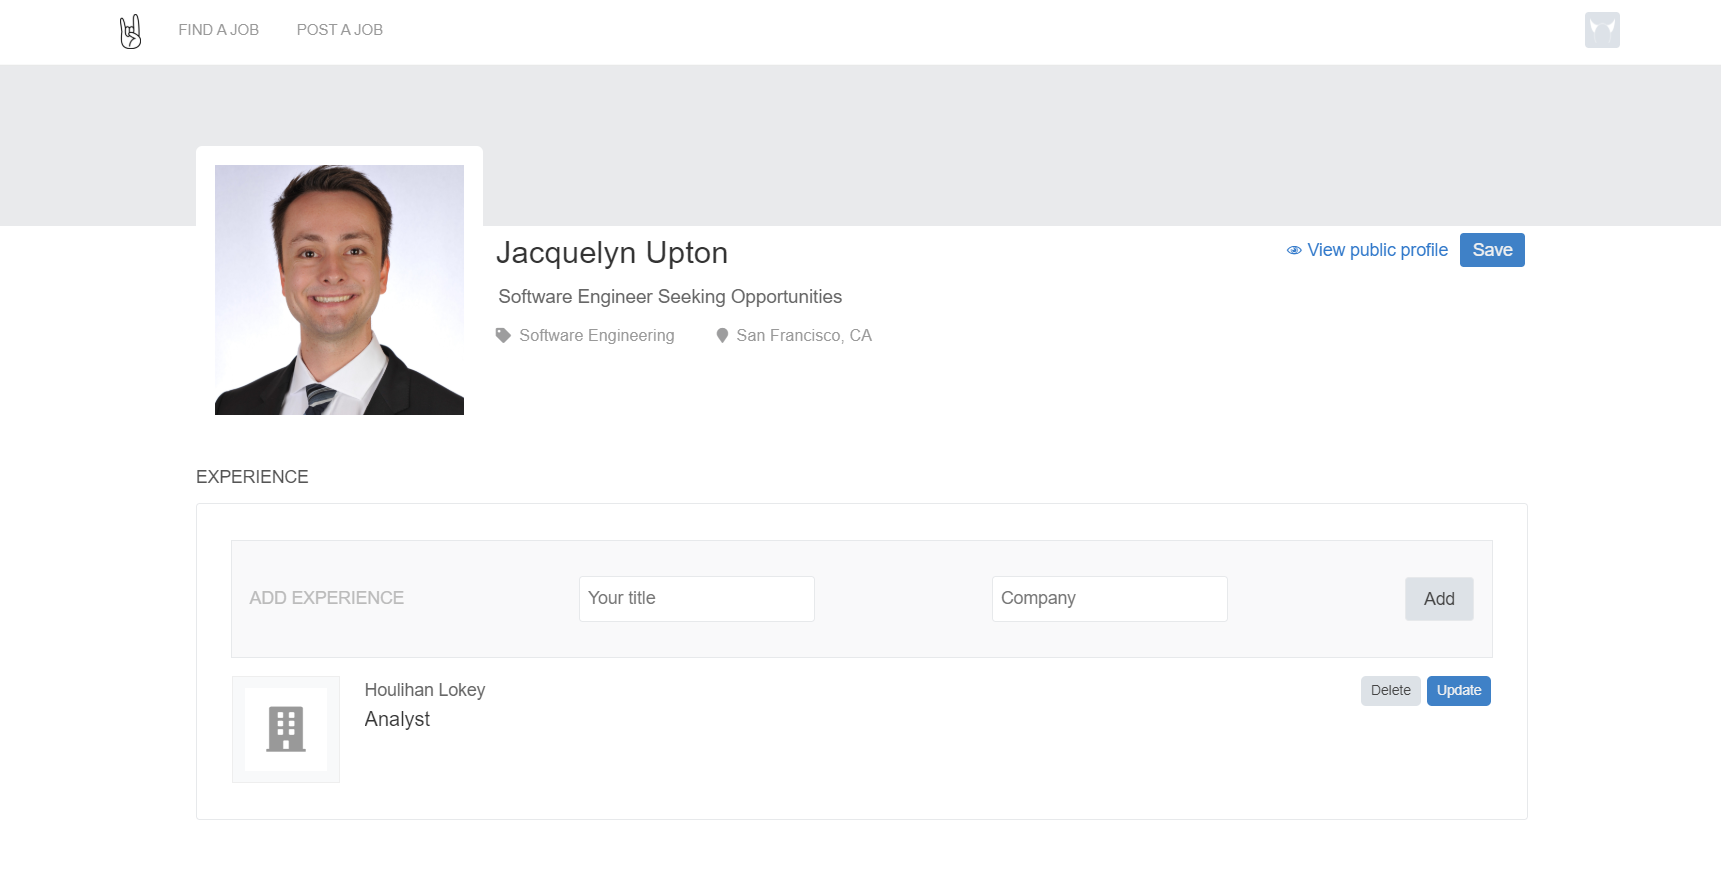 FIND A JOB
POST A JOB
Jacquelyn Upton
View public profile
Save
Software Engineer Seeking Opportunities
Software Engineering
San Francisco, CA
EXPERIENCE
ADD EXPERIENCE
Your title
Company
Add
Houlihan Lokey
Delete
Update
Analyst